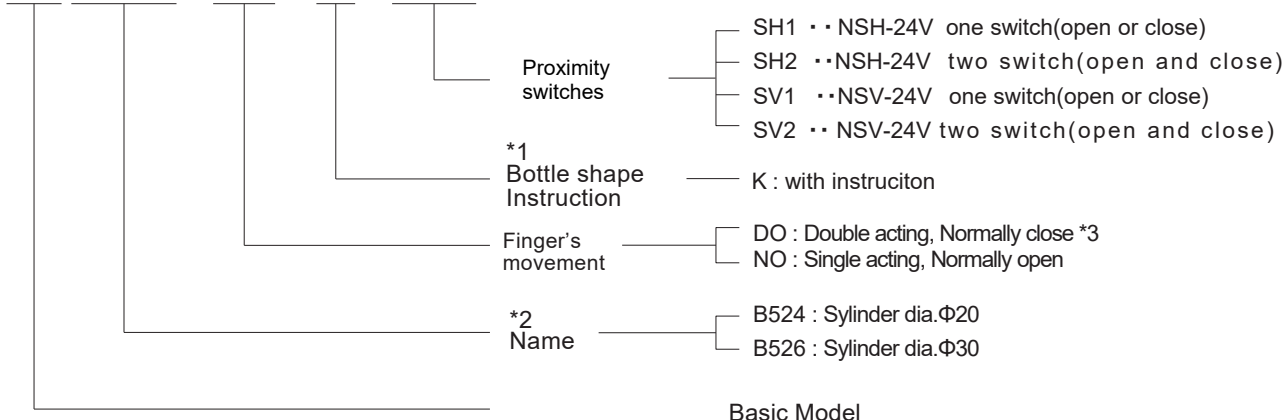 SH1 ・・NSH-24V one switch(open or close)
Proximity
switches
SH2 ・・NSH-24V two switch(open and close)
SV1 ・・NSV-24V one switch(open or close)
SV2 ・・NSV-24V two switch(open and close)
*1
Bottle shape
Instruction
K : with instruciton
Finger's
movement
DO : Double acting, Normally close *3
NO : Single acting, Normally open
*2
Name
B524 : Sylinder dia.Φ20
B526 : Sylinder dia.Φ30
Basic Model